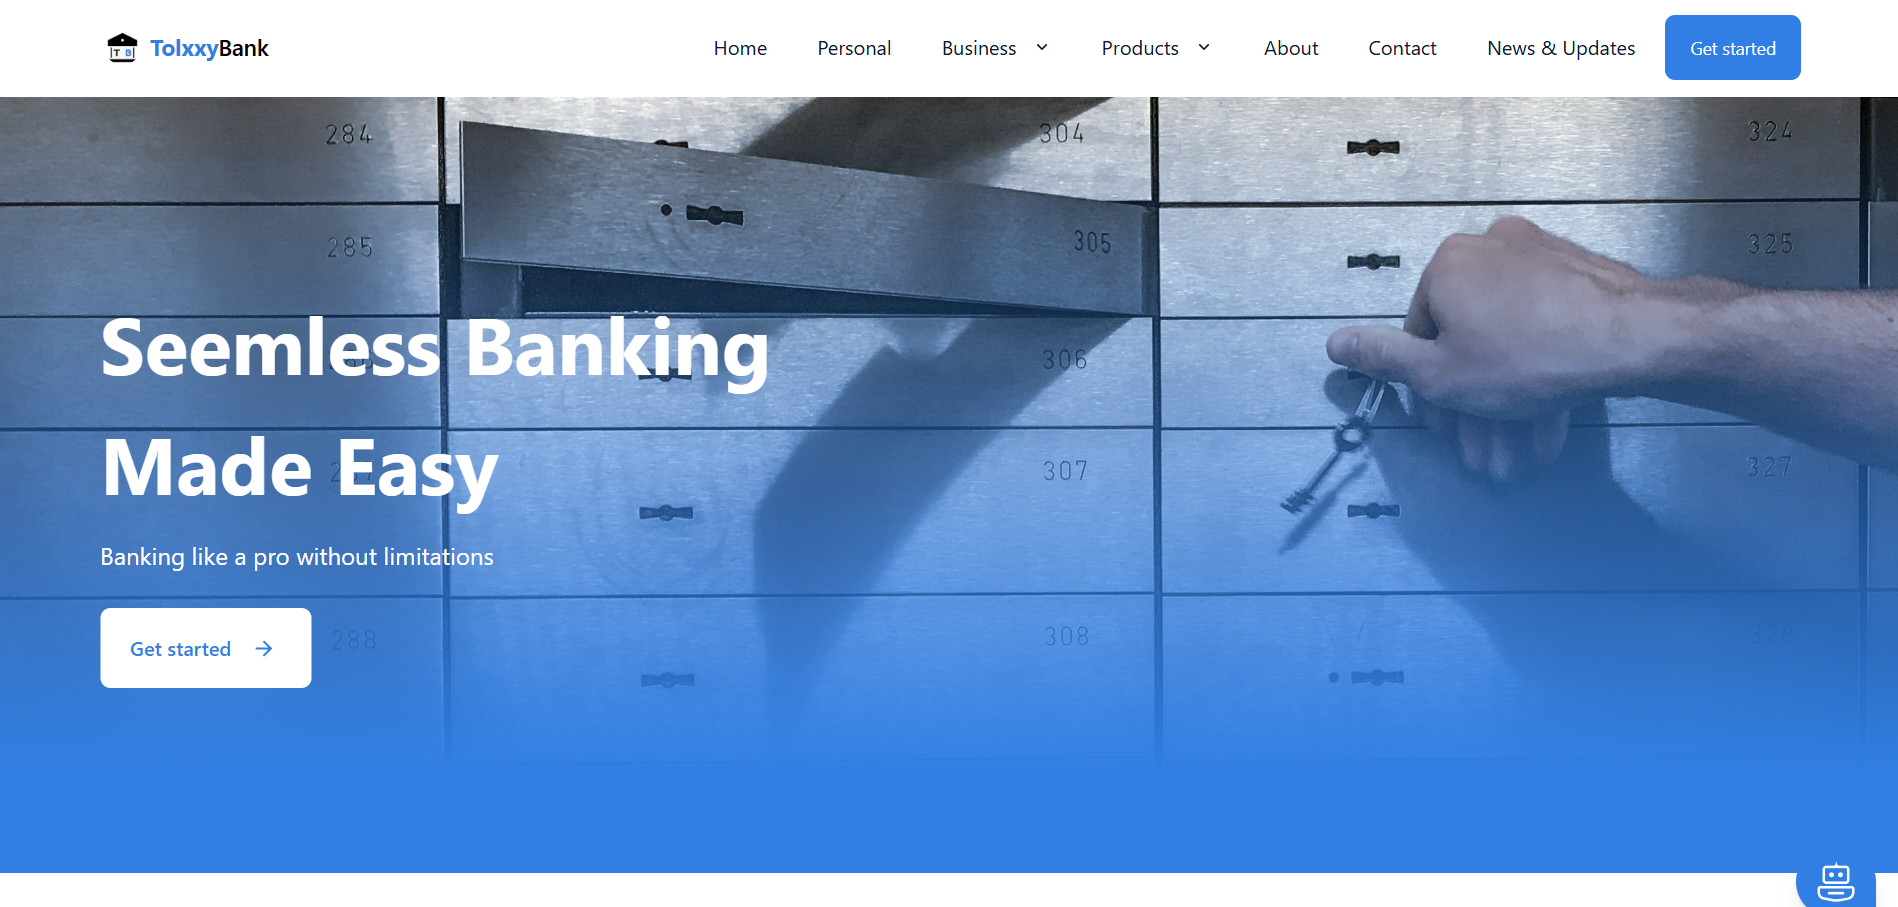 TolxxyBank
Home Personal Business Products About Contact News & Updates Get started
284 304 324
305
285 325
Seemless Banking
306
Made Easy
307 327
Banking like a pro without limitations
Get started
288 308 328
T B